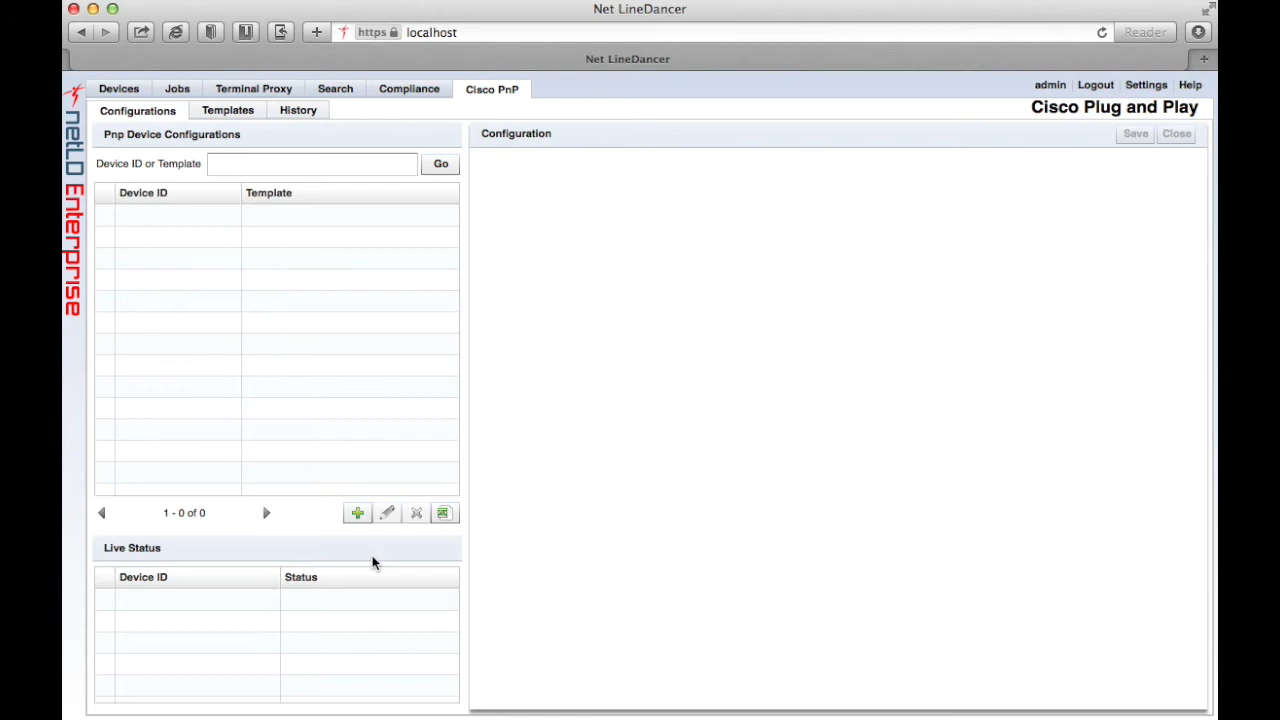 Net LineDancer
https localhost
Reader
Net LineDancer
Devices Jobs Terminal Proxy Search Compliance Cisco PnP
admin Logout Settings Help
Configurations Templates History
Cisco Plug and Play
netLD Enterprise
Pnp Device Configurations
Configuration
Save Close
Device ID or Template Go
Device ID Template
1 - 0 of 0
Live Status
Device ID Status